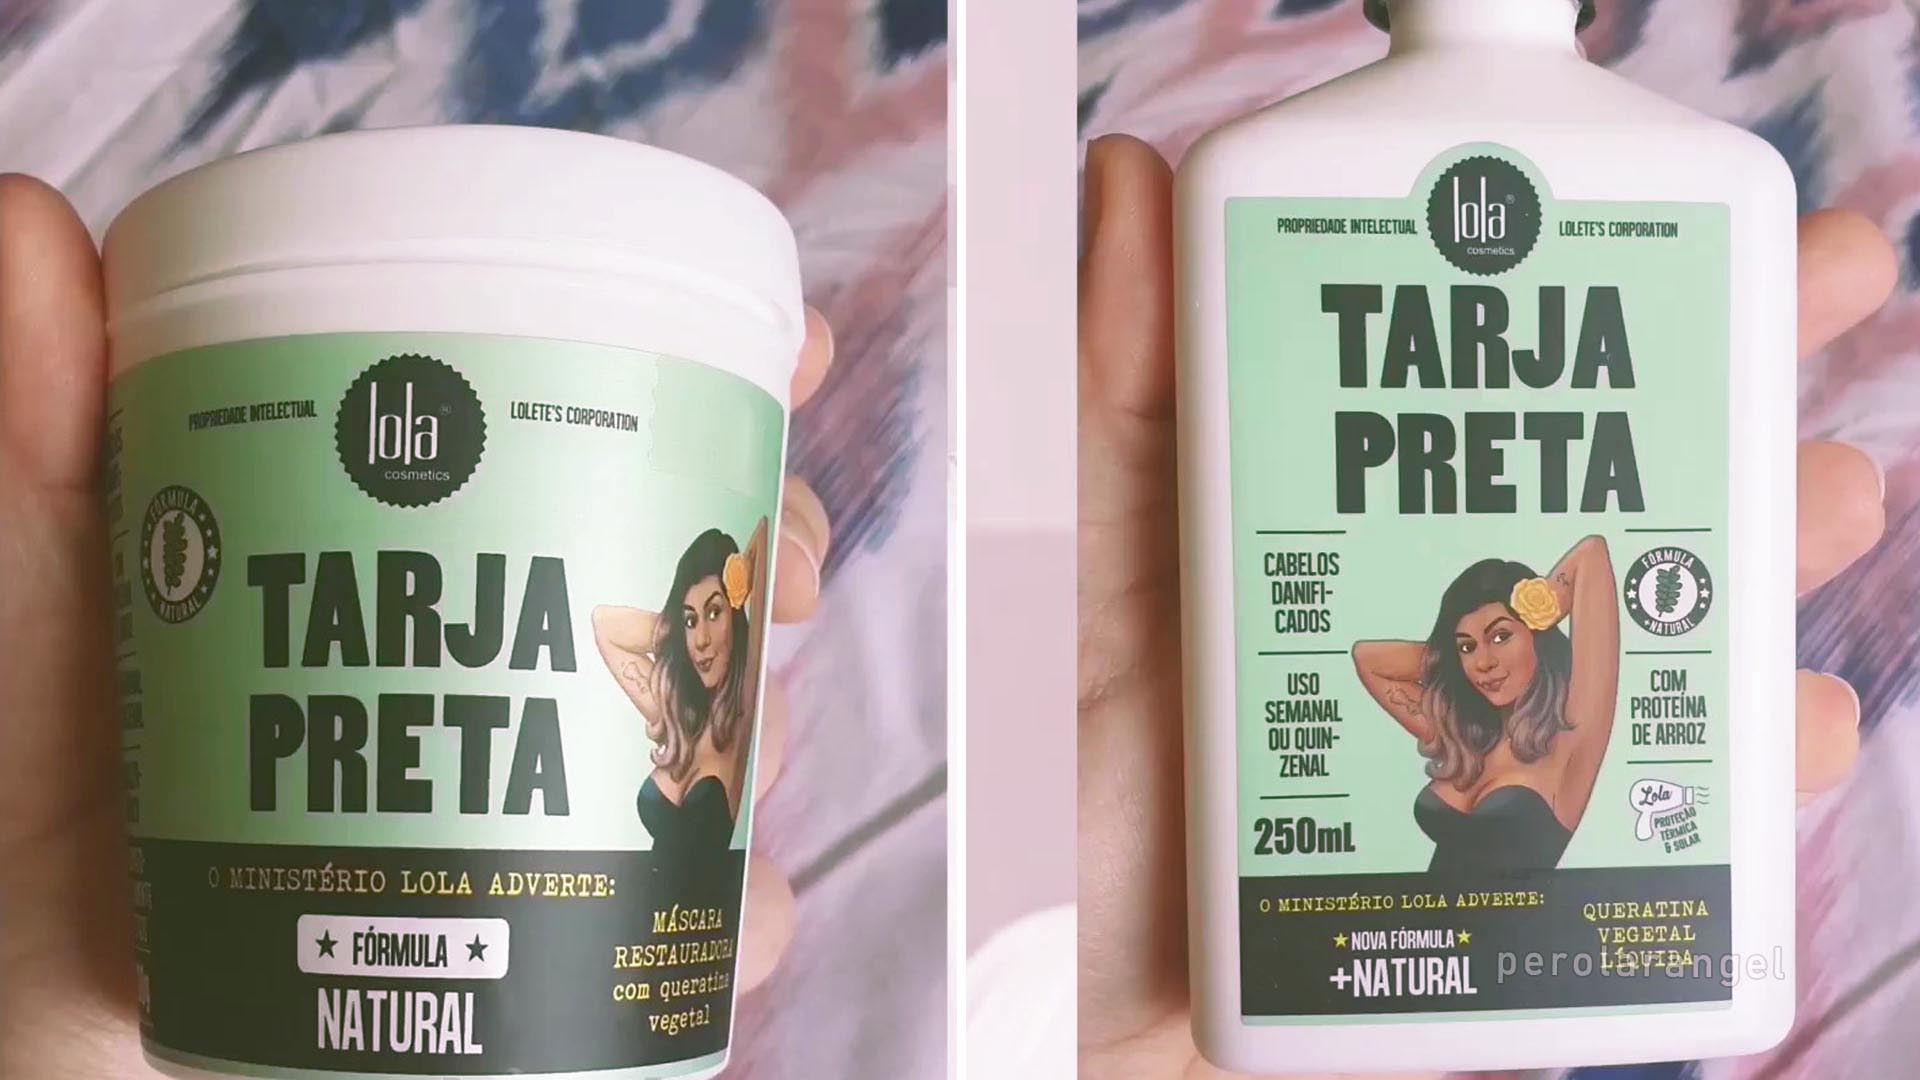 PROPRIEDADE INTELECTUAL
lola®
cosmetics
LOLETE'S CORPORATION
FÓRMULA
NATURAL
TARJA
PRETA
O MINISTÉRIO LOLA ADVERTE:
★ FÓRMULA ★
NATURAL
MÁSCARA
RESTAURADORA
com queratina
vegetal
PROPRIEDADE INTELECTUAL
lola®
cosmetics
LOLETE'S CORPORATION
TARJA
PRETA
CABELOS
DANIFI-
CADOS
USO
SEMANAL
OU QUIN-
ZENAL
250mL
FÓRMULA
+NATURAL
COM
PROTEÍNA
DE ARROZ
Lola
PROTEÇÃO
TÉRMICA
& SOLAR
O MINISTÉRIO LOLA ADVERTE:
★NOVA FÓRMULA★
+NATURAL
QUERATINA
VEGETAL
LÍQUIDA
perolarangel